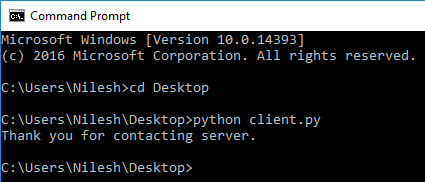 Command Prompt
Microsoft Windows [Version 10.0.14393]
(c) 2016 Microsoft Corporation. All rights reserved.
C:\Users\Nilesh>cd Desktop
C:\Users\Nilesh\Desktop>python client.py
Thank you for contacting server.
C:\Users\Nilesh\Desktop>